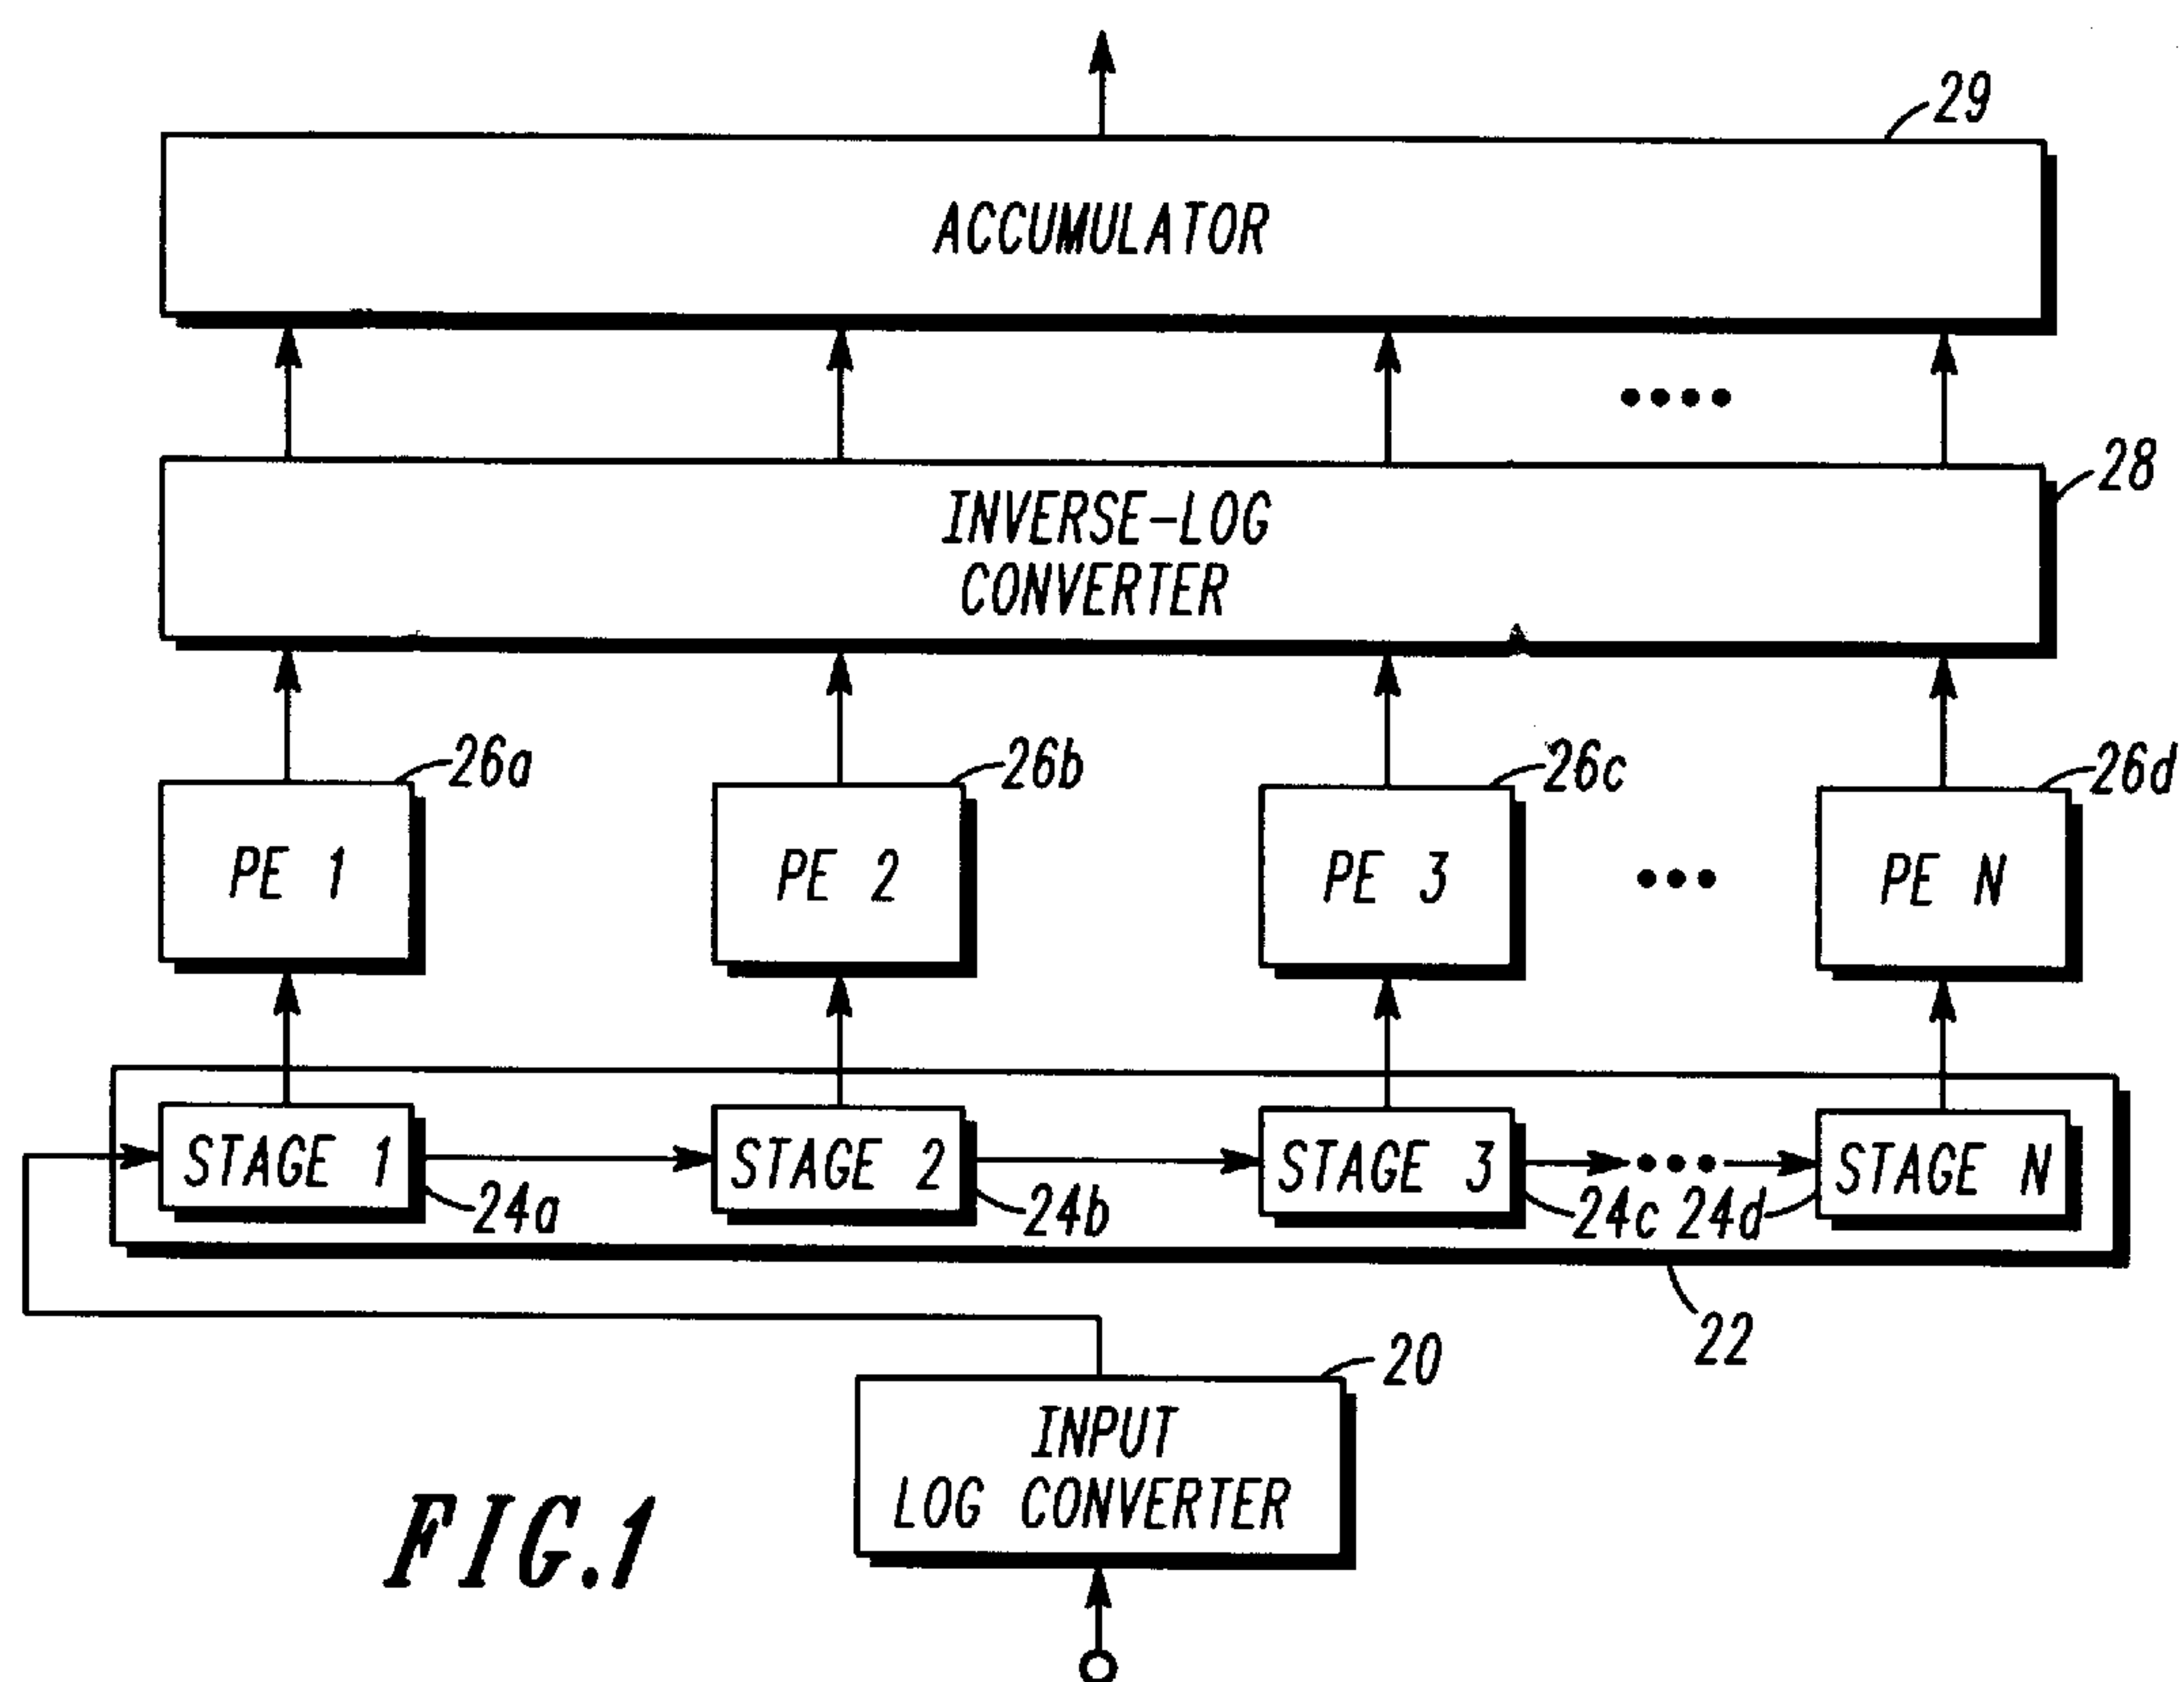 29
ACCUMULATOR
28
INVERSE-LOG
CONVERTER
26a
26b
26c
26d
PE 1
PE 2
PE 3
PE N
STAGE 1
STAGE 2
STAGE 3
STAGE N
24a
24b
24c
24d
22
20
INPUT
LOG CONVERTER
FIG.1